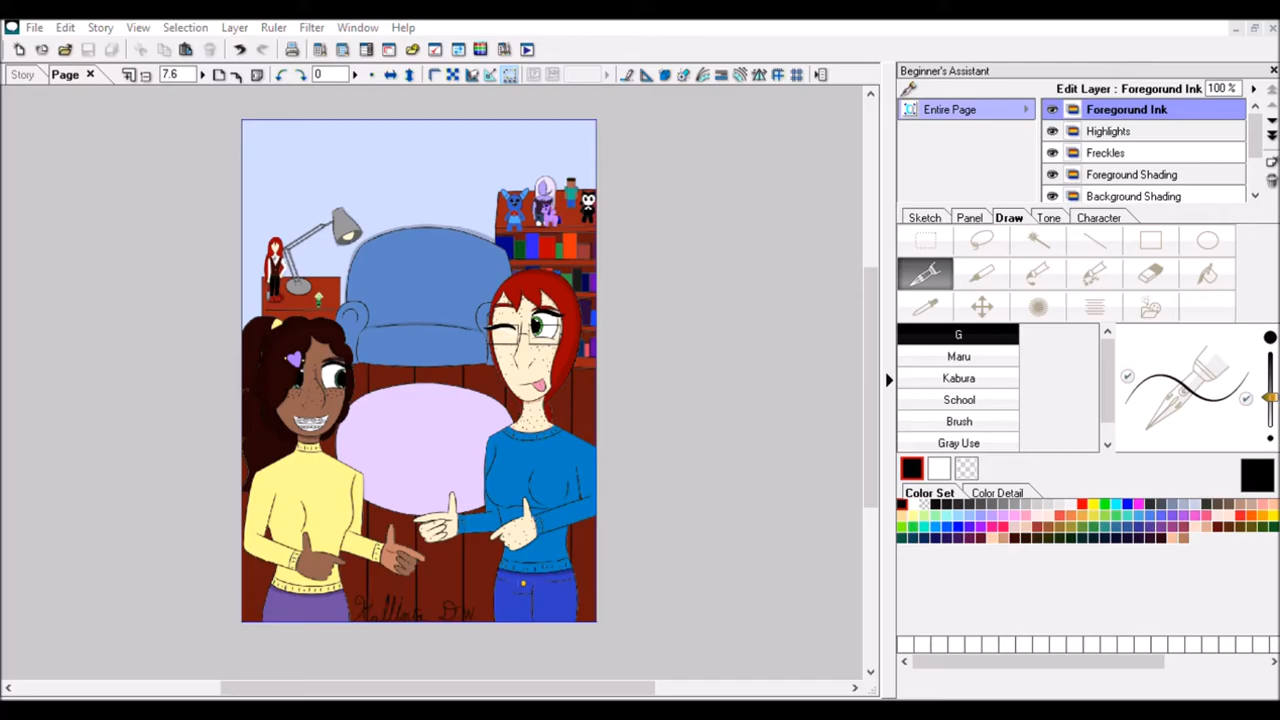 File Edit Story View Selection Layer Ruler Filter Window Help
Story Page 7.6 0
Beginner's Assistant
Edit Layer : Foregorund Ink 100 %
Entire Page
Foregorund Ink
Highlights
Freckles
Foreground Shading
Background Shading
Sketch Panel Draw Tone Character
G
Maru
Kabura
School
Brush
Gray Use
Color Set Color Detail